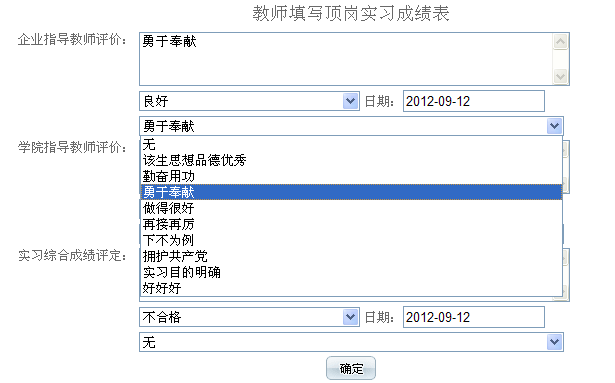 教师填写顶岗实习成绩表
企业指导教师评价：
勇于奉献
良好 日期： 2012-09-12
勇于奉献
学院指导教师评价：
无
该生思想品德优秀
勤奋用功
勇于奉献
做得很好
再接再厉
下不为例
拥护共产党
实习目的明确
好好好
实习综合成绩评定：
不合格 日期： 2012-09-12
无
确定